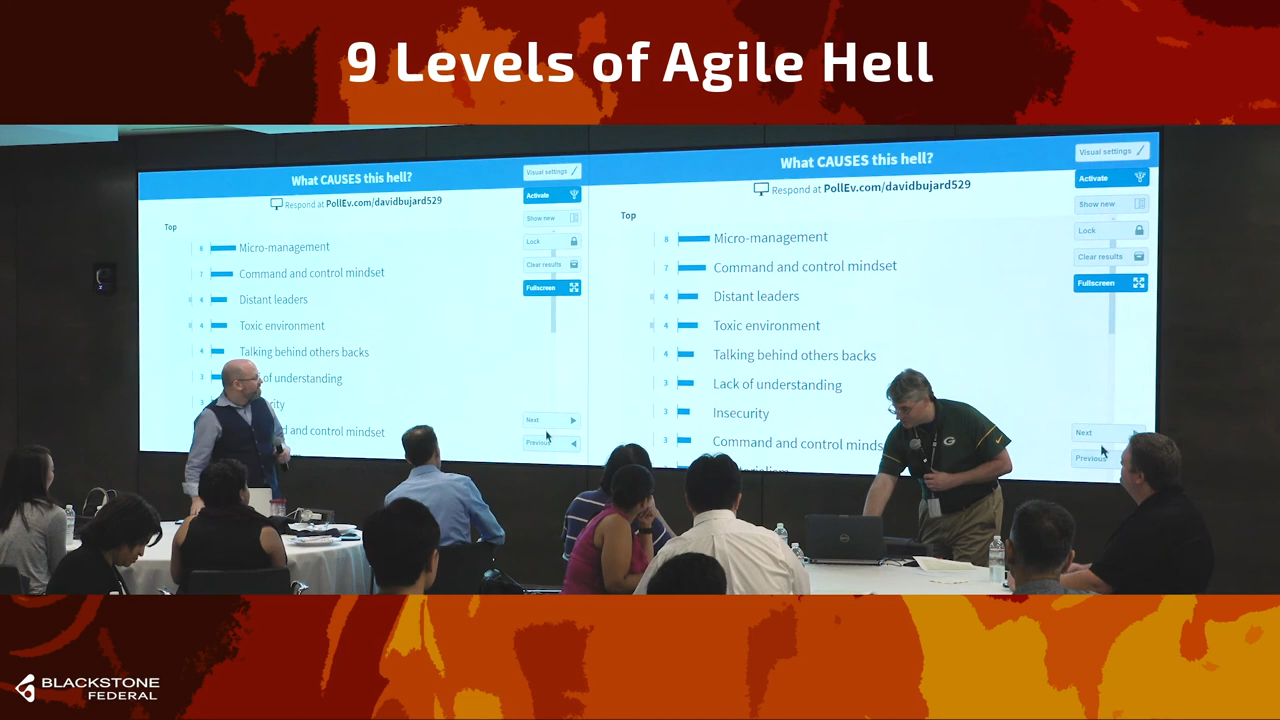 9 Levels of Agile Hell
What CAUSES this hell?
Respond at PollEv.com/davidbujard529
Top
Micro-management
7 Command and control mindset
4 Distant leaders
4 Toxic environment
4 Talking behind others backs
3 of understanding
3
d and control mindset
Visual settings
Activate
Show new
Lock
Clear results
Fullscreen
Next
Previous
What CAUSES this hell?
Respond at PollEv.com/davidbujard529
Top
8 Micro-management
7 Command and control mindset
4 Distant leaders
4 Toxic environment
4 Talking behind others backs
3 Lack of understanding
3 Insecurity
3 Command and control minds
Visual settings
Activate
Show new
Lock
Clear results
Fullscreen
Next
Previous
G
DELL
BLACKSTONE
FEDERAL